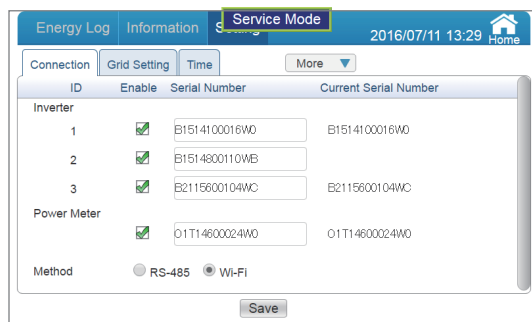 Energy Log Information Service Mode 2016/07/11 13:29 Home
Connection Grid Setting Time More
ID Enable Serial Number Current Serial Number
Inverter
1 B1514100016W0 B1514100016W0
2 B1514800110WB
3 B2115600104WC B2115600104WC
Power Meter
O1T14600024W0 O1T14600024W0
Method RS-485 Wi-Fi
Save